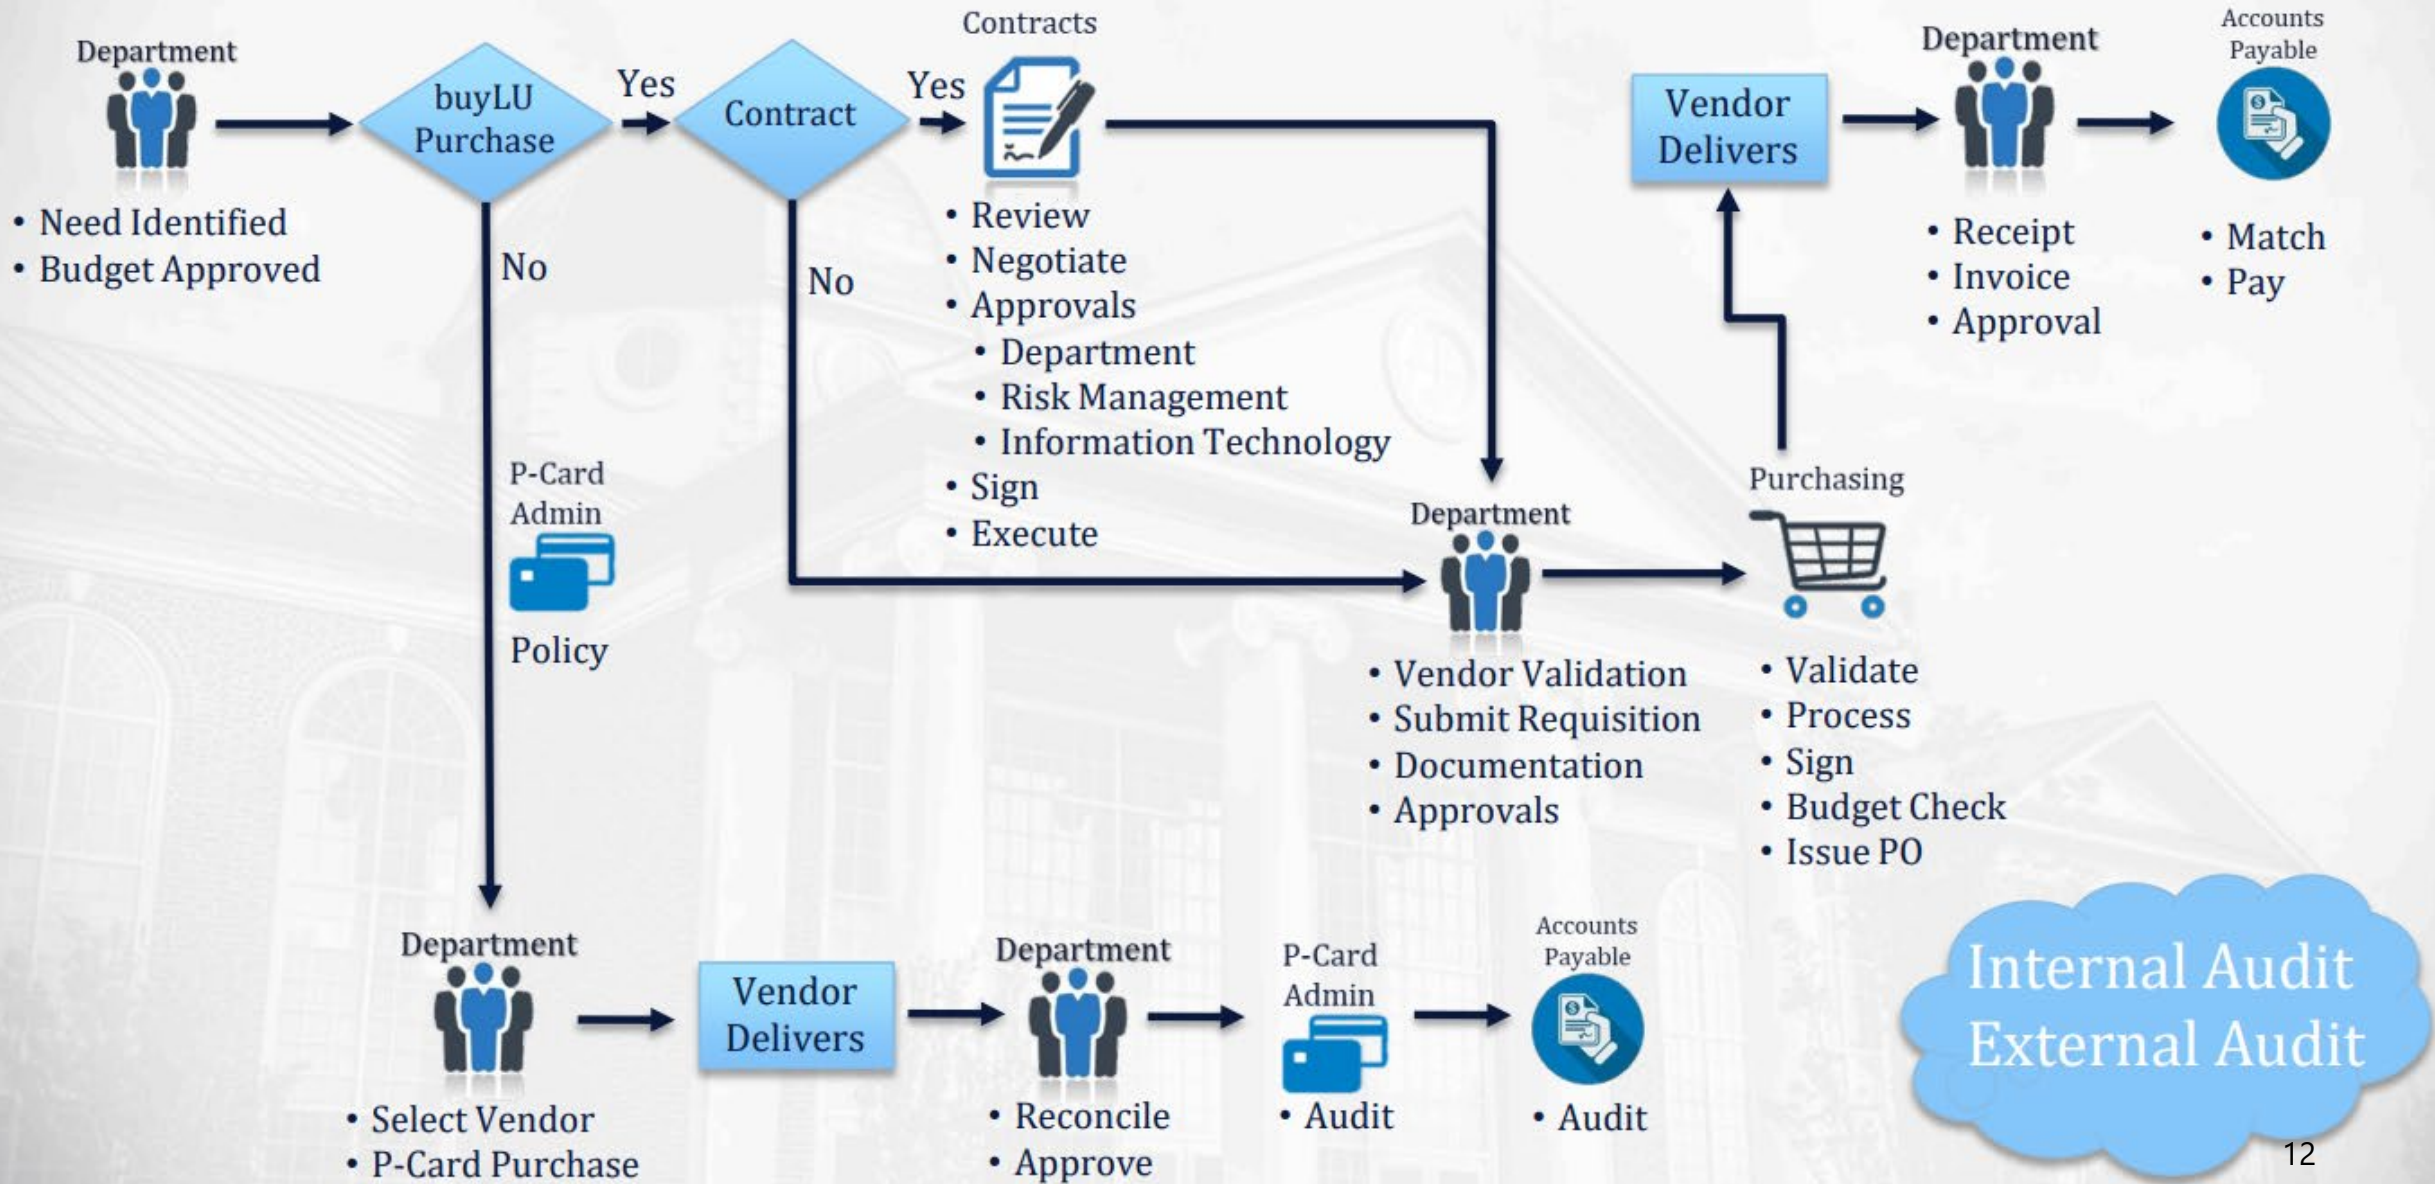 Department
• Need Identified
• Budget Approved
buyLU
Purchase
Yes
No
Contract
Yes
No
Contracts
• Review
• Negotiate
• Approvals
• Department
• Risk Management
• Information Technology
• Sign
• Execute
Department
• Vendor Validation
• Submit Requisition
• Documentation
• Approvals
Purchasing
• Validate
• Process
• Sign
• Budget Check
• Issue PO
Vendor
Delivers
Department
• Receipt
• Invoice
• Approval
Accounts
Payable
• Match
• Pay
P-Card
Admin
Policy
Department
• Select Vendor
• P-Card Purchase
Vendor
Delivers
Department
• Reconcile
• Approve
P-Card
Admin
• Audit
Accounts
Payable
• Audit
Internal Audit
External Audit
12